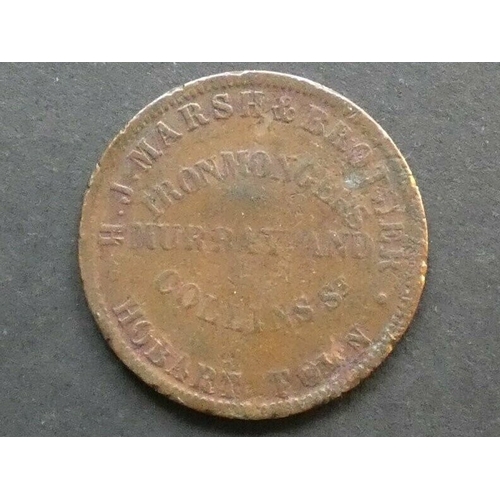 H. J. MARSH & BROTHER
IRONMONGERS
MURRAY AND
COLLINS ST
HOBART TOWN